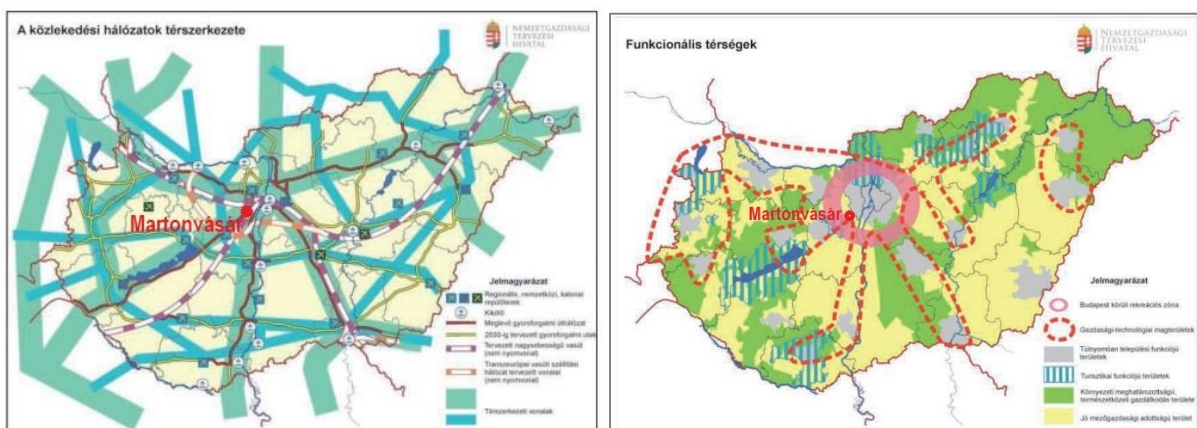 A közlekedési hálózatok térszerkezete
NEMZETGAZDASÁGI
TERVEZÉSI
HIVATAL
Martonvásár
Jelmagyarázat
Regionális, nemzetközi, katonai
repülőterek
Kikötő
Meglévő gyorsforgalmi úthálózat
2030-ig tervezett gyorsforgalmi utak
Tervezett nagysebességű vasút
(nem nyomvonal)
Transzeurópai vasúti szállítási
hálózat tervezett vonalai
(nem nyomvonal)
Térszerkezeti vonalak
Funkcionális térségek
NEMZETGAZDASÁGI
TERVEZÉSI
HIVATAL
Martonvásár
Jelmagyarázat
Budapest körüli rekreációs zóna
Gazdasági-technológiai magterületek
Túlnyomóan települési funkciójú
területek
Turisztikai funkciójú területek
Környezeti meghatározottságú,
természetközeli gazdálkodás területe
Jó mezőgazdasági adottságú terület